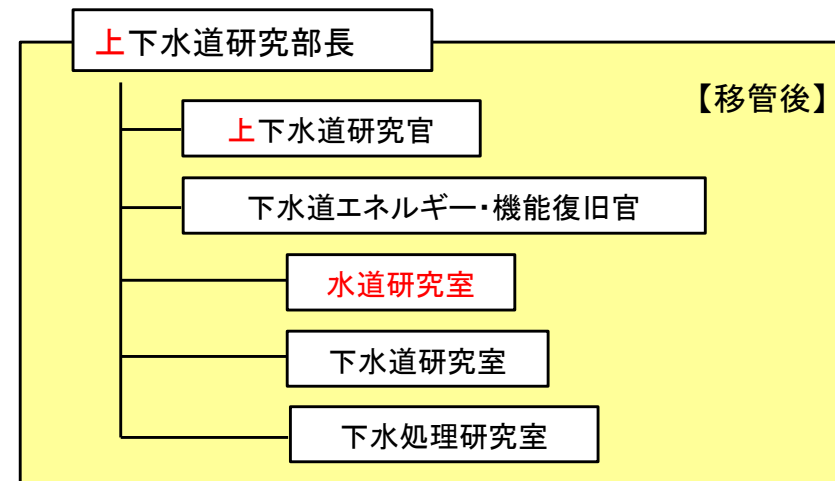 上下水道研究部長
【移管後】
上下水道研究官
下水道エネルギー・機能復旧官
水道研究室
下水道研究室
下水処理研究室